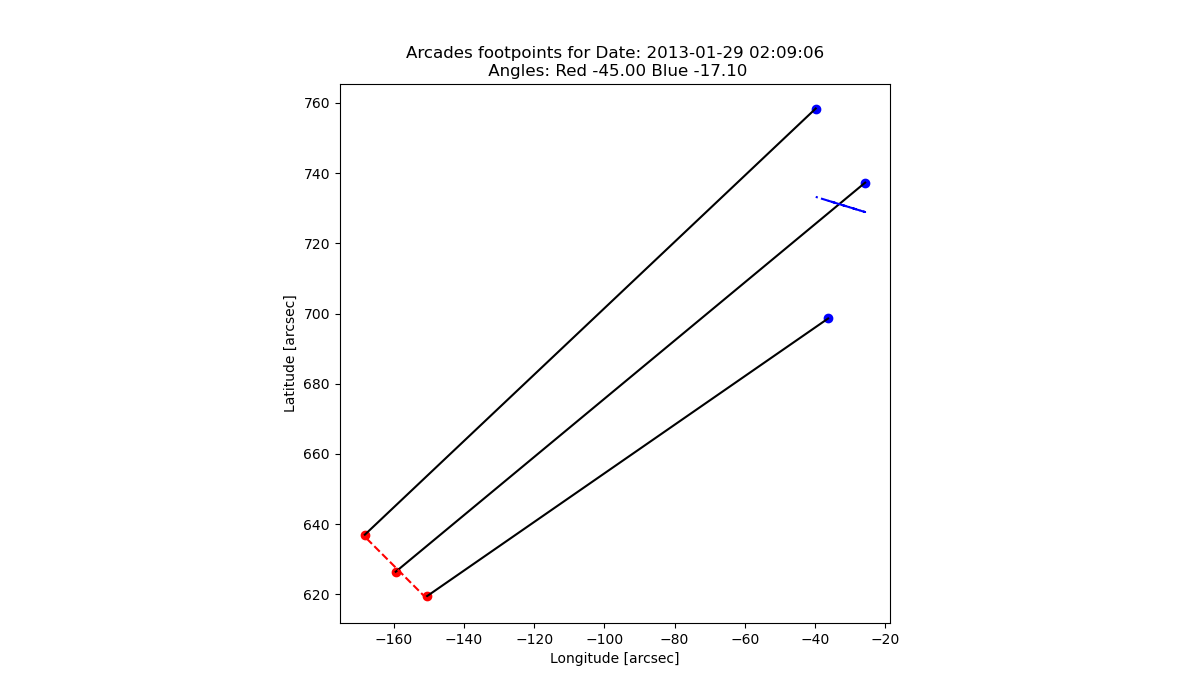 Arcades footpoints for Date: 2013-01-29 02:09:06
Angles: Red -45.00 Blue -17.10
760
740
720
700
680
660
640
620
Latitude [arcsec]
−160 −140 −120 −100 −80 −60 −40 −20
Longitude [arcsec]